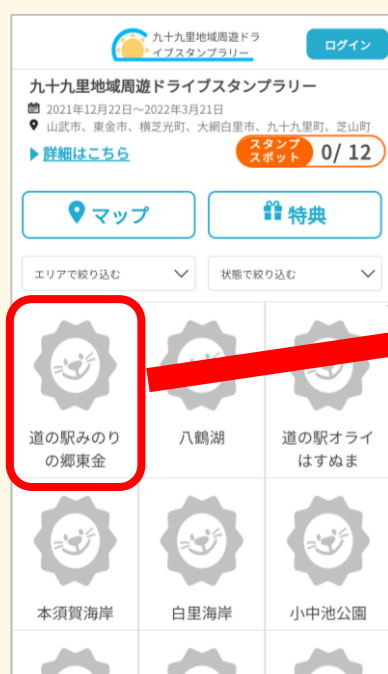 九十九里地域周遊ドラ
イブスタンプラリー
ログイン
九十九里地域周遊ドライブスタンプラリー
2021年12月22日~2022年3月21日
山武市、東金市、横芝光町、大網白里市、九十九里町、芝山町
詳細はこちら
スタンプ
スポット
0/ 12
マップ
特典
エリアで絞り込む
状態で絞り込む
道の駅みのり
の郷東金
八鶴湖
道の駅オライ
はすぬま
本須賀海岸
白里海岸
小中池公園